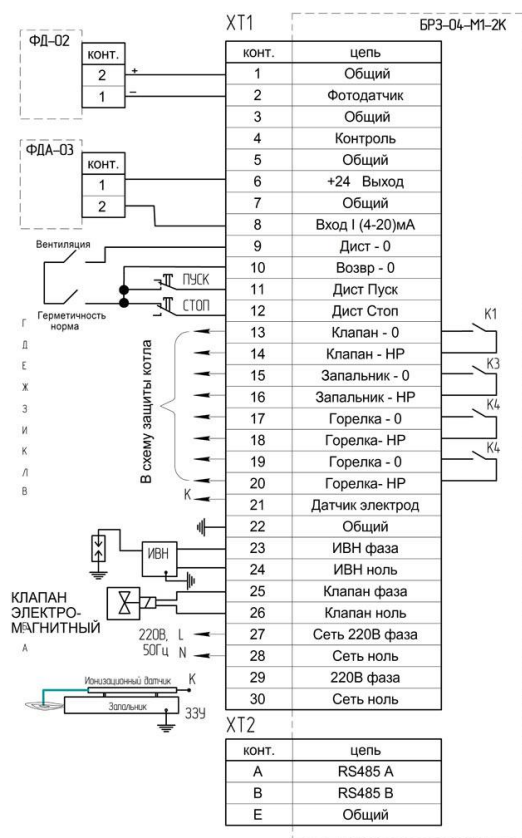 XT1
БРЗ-04-М1-2К
ФД-02
конт.
2 +
1 –
ФДА-03
конт.
1
2
Вентиляция
Герметичность
норма
ПУСК
СТОП
Г
Д
Е
Ж
З
И
К
Л
В
Б
А
В схему защиты котла
К
ИВН
КЛАПАН
ЭЛЕКТРО-
МАГНИТНЫЙ
220В, L
50Гц N
Ионизационный датчик К
Запальник
ЗЗУ
конт. цепь
1 Общий
2 Фотодатчик
3 Общий
4 Контроль
5 Общий
6 +24 Выход
7 Общий
8 Вход I (4-20)мА
9 Дист - 0
10 Возвр - 0
11 Дист Пуск
12 Дист Стоп
13 Клапан - 0
14 Клапан - НР
15 Запальник - 0
16 Запальник - НР
17 Горелка - 0
18 Горелка- НР
19 Горелка - 0
20 Горелка- НР
21 Датчик электрод
22 Общий
23 ИВН фаза
24 ИВН ноль
25 Клапан фаза
26 Клапан ноль
27 Сеть 220В фаза
28 Сеть ноль
29 220В фаза
30 Сеть ноль
К1
К3
К4
К4
XT2
конт. цепь
A RS485 A
B RS485 B
E Общий